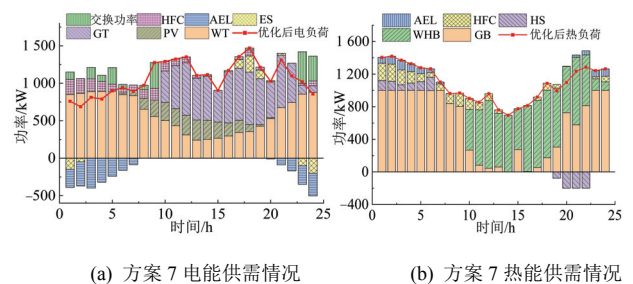 交换功率 HFC AEL ES
GT PV WT 优化后电负荷
功率/kW
1 500
1 000
500
0
−500
0 5 10 15 20 25
时间/h
(a) 方案 7 电能供需情况
AEL HFC HS
WHB GB 优化后热负荷
功率/kW
1 600
1 200
800
400
0
−400
0 5 10 15 20 25
时间/h
(b) 方案 7 热能供需情况